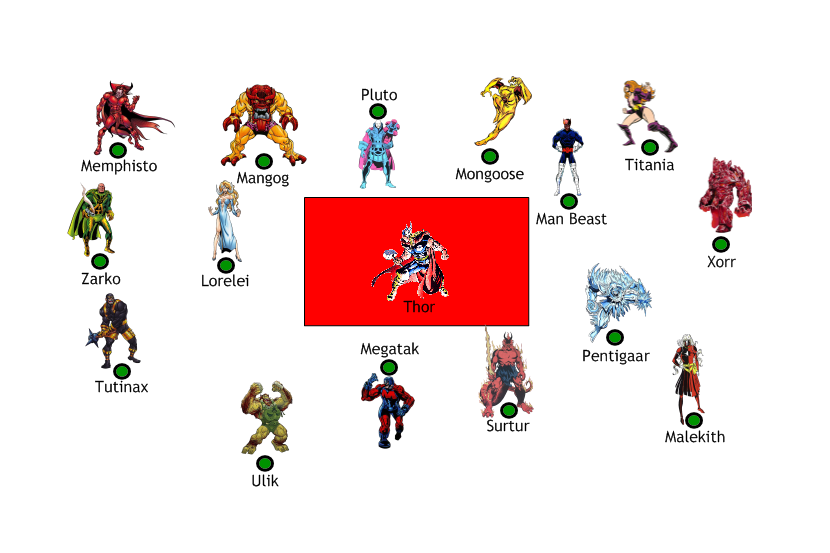 Pluto
Memphisto
Mangog
Mongoose
Titania
Man Beast
Zarko
Lorelei
Xorr
Thor
Tutinax
Megatak
Pentigaar
Surtur
Malekith
Ulik